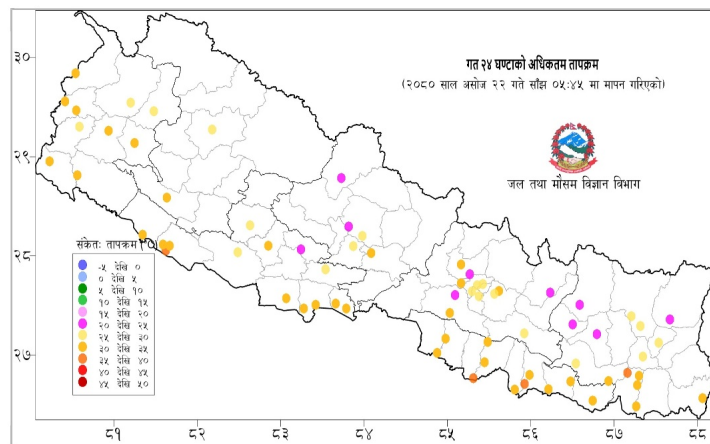 गत २४ घण्टाको अधिकतम तापक्रम
(२०८० साल असोज २२ गते साँझ ०५:४५ मा मापन गरिएको)
जल तथा मौसम विज्ञान विभाग
३०
२९
२८
२७
संकेत: तापक्रम
-५ देखि ०
० देखि ५
५ देखि १०
१० देखि १५
१५ देखि २०
२० देखि २५
२५ देखि ३०
३० देखि ३५
३५ देखि ४०
४० देखि ४५
४५ देखि ५०
८१ ८२ ८३ ८४ ८५ ८६ ८७ ८८